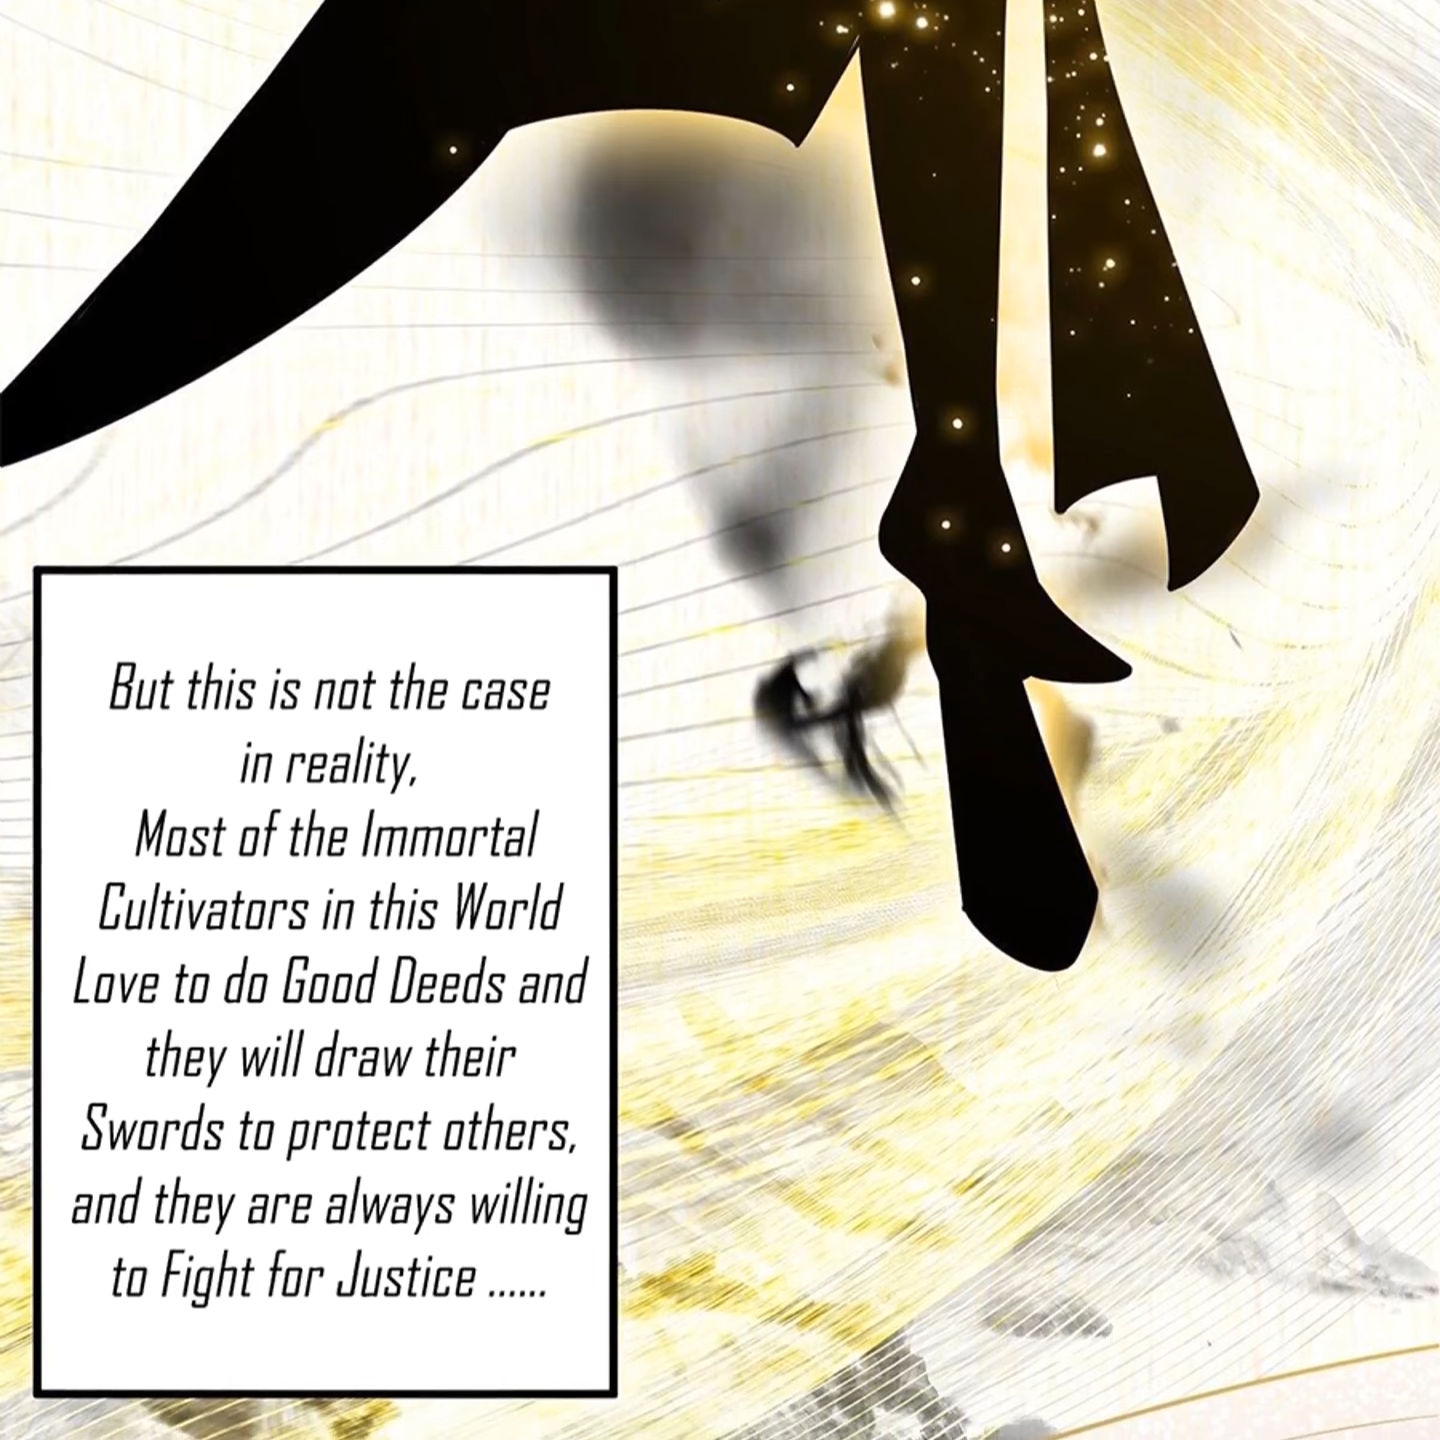 But this is not the case
in reality,
Most of the Immortal
Cultivators in this World
Love to do Good Deeds and
they will draw their
Swords to protect others,
and they are always willing
to Fight for Justice ......